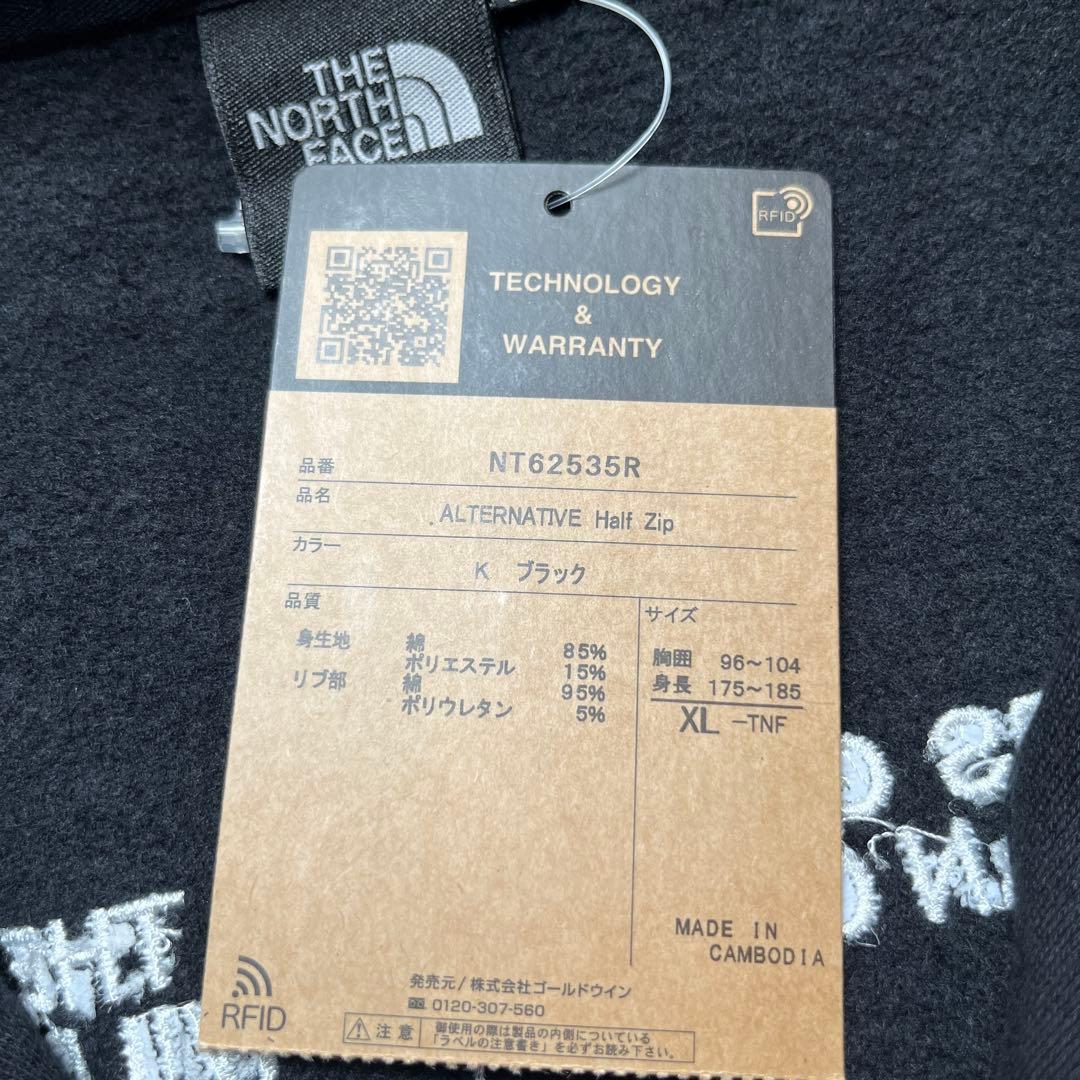 THE
NORTH
FACE
RFID
TECHNOLOGY
&
WARRANTY
品番 NT62535R
品名 ALTERNATIVE Half Zip
カラー K ブラック
品質
身生地 綿 85%
ポリエステル 15%
リブ部 綿 95%
ポリウレタン 5%
サイズ
胸囲 96~104
身長 175~185
XL -TNF
MADE IN
CAMBODIA
発売元/株式会社ゴールドウイン
0120-307-560
RFID
注意 御使用の際は製品の内側についている
「ラベルの注意書き」を必ずお読み下さい。